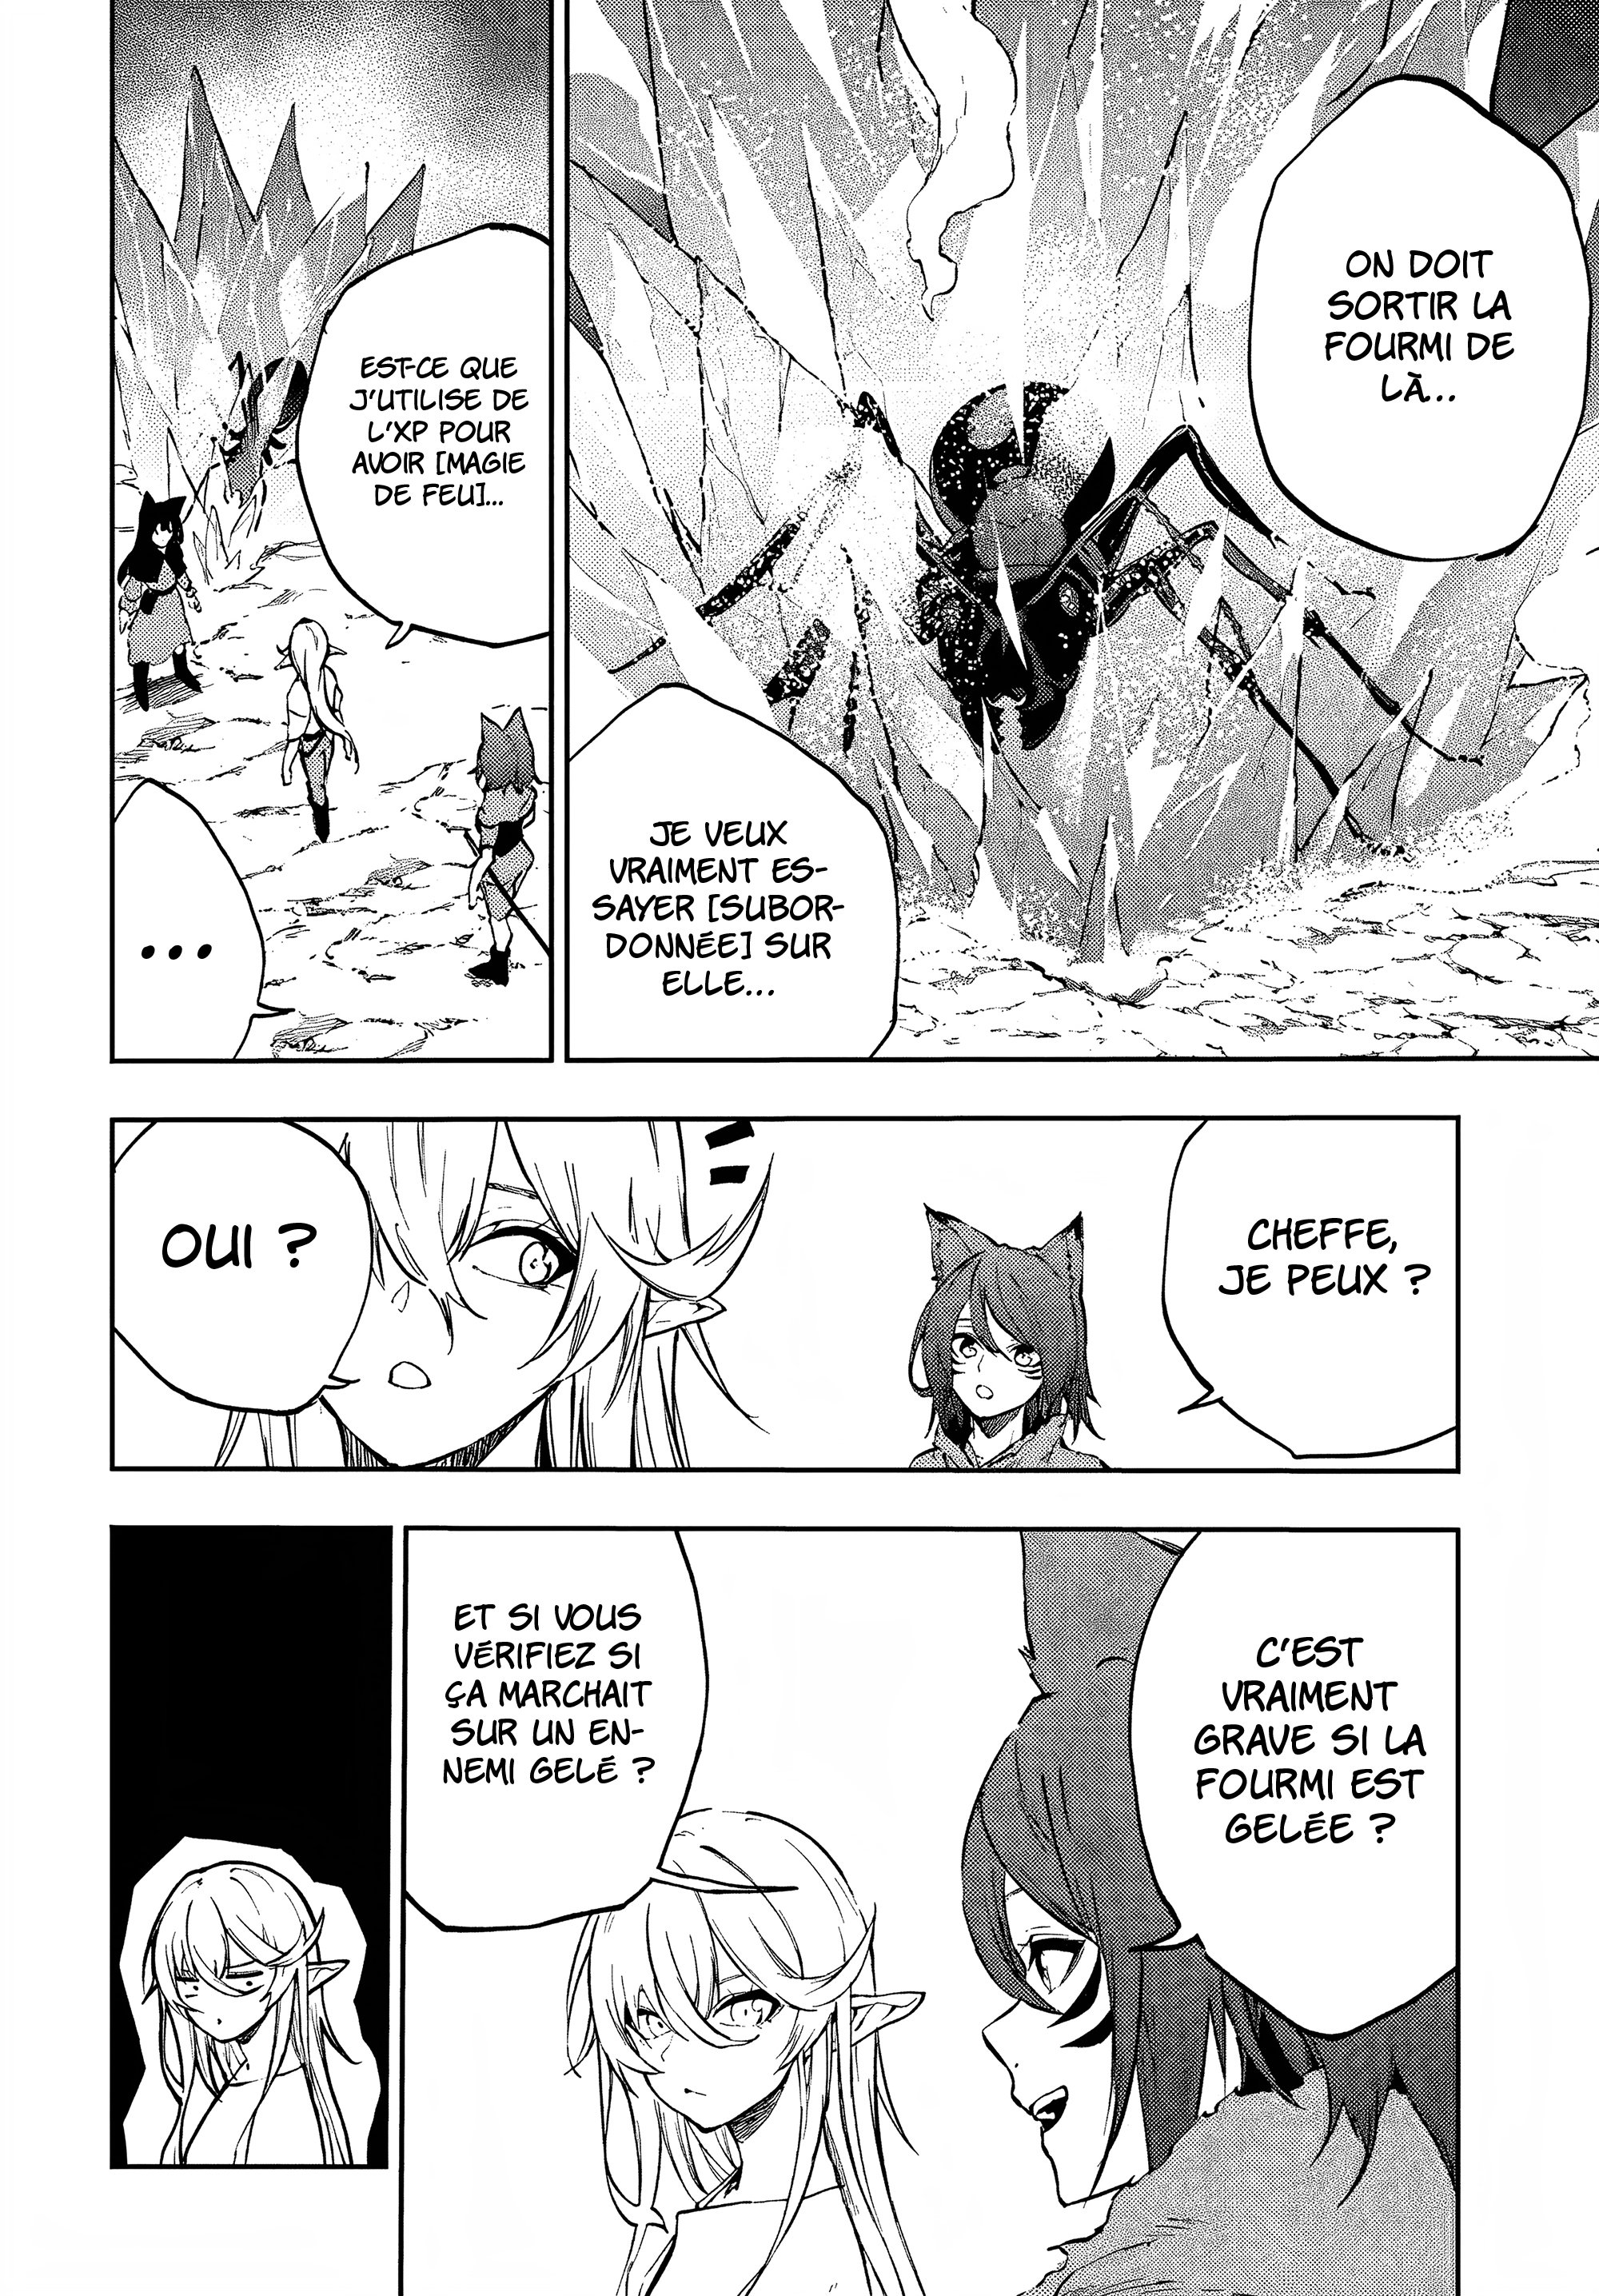 ON DOIT
SORTIR LA
FOURMI DE
LÀ...
JE VEUX
VRAIMENT ES-
SAYER [SUBOR-
DONNÉE] SUR
ELLE...
EST-CE QUE
J'UTILISE DE
L'XP POUR
AVOIR [MAGIE
DE FEU]...
...
CHEFFE,
JE PEUX ?
OUI ?
C'EST
VRAIMENT
GRAVE SI LA
FOURMI EST
GELÉE ?
ET SI VOUS
VÉRIFIEZ SI
ÇA MARCHAIT
SUR UN EN-
NEMI GELÉ ?